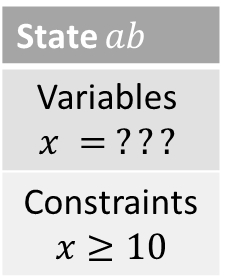 State ab
Variables
x = ???
Constraints
x ≥ 10